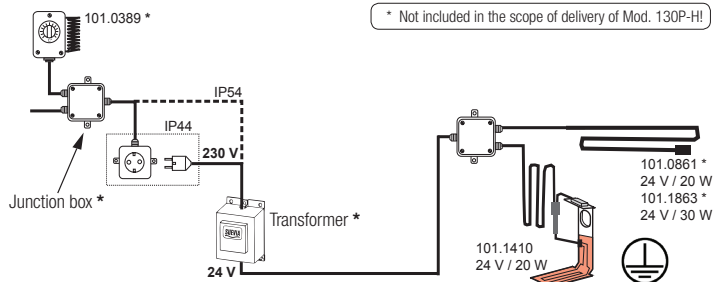 101.0389 *
* Not included in the scope of delivery of Mod. 130P-H!
IP54
IP44
230 V
Junction box *
SUEVIA
Transformer *
24 V
101.0861 *
24 V / 20 W
101.1863 *
24 V / 30 W
101.1410
24 V / 20 W